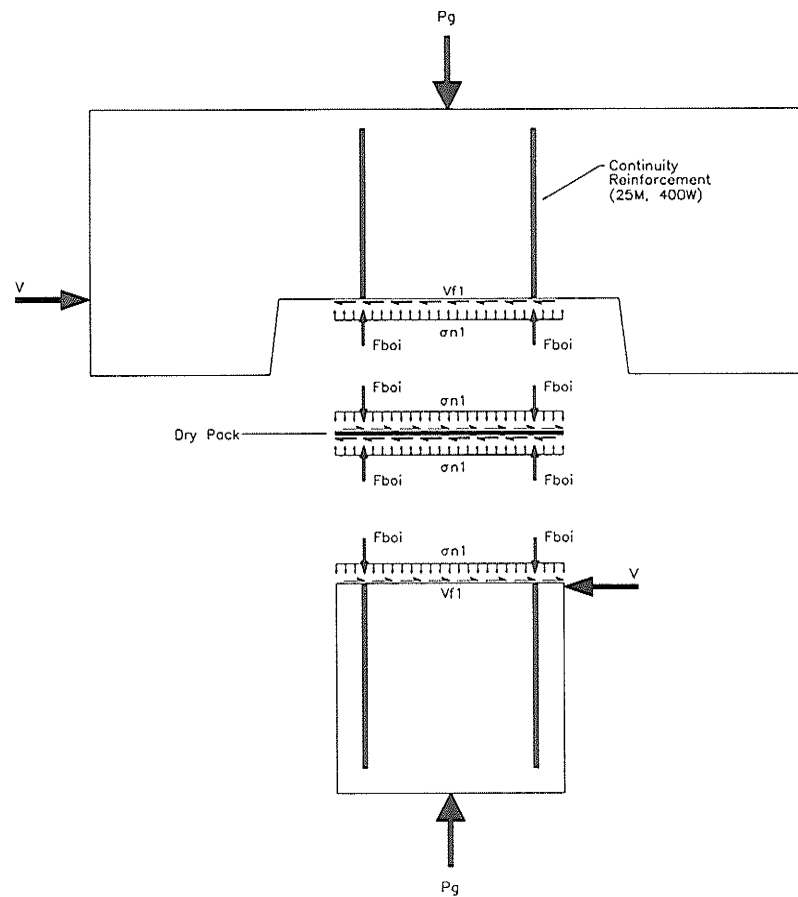 Pg
Continuity
Reinforcement
(25M, 400W)
V
Vf1
Fboi
σn1
Fboi
Fboi
σn1
Fboi
Dry Pack
Fboi
σn1
Fboi
Fboi
σn1
Fboi
V
Vf1
Pg